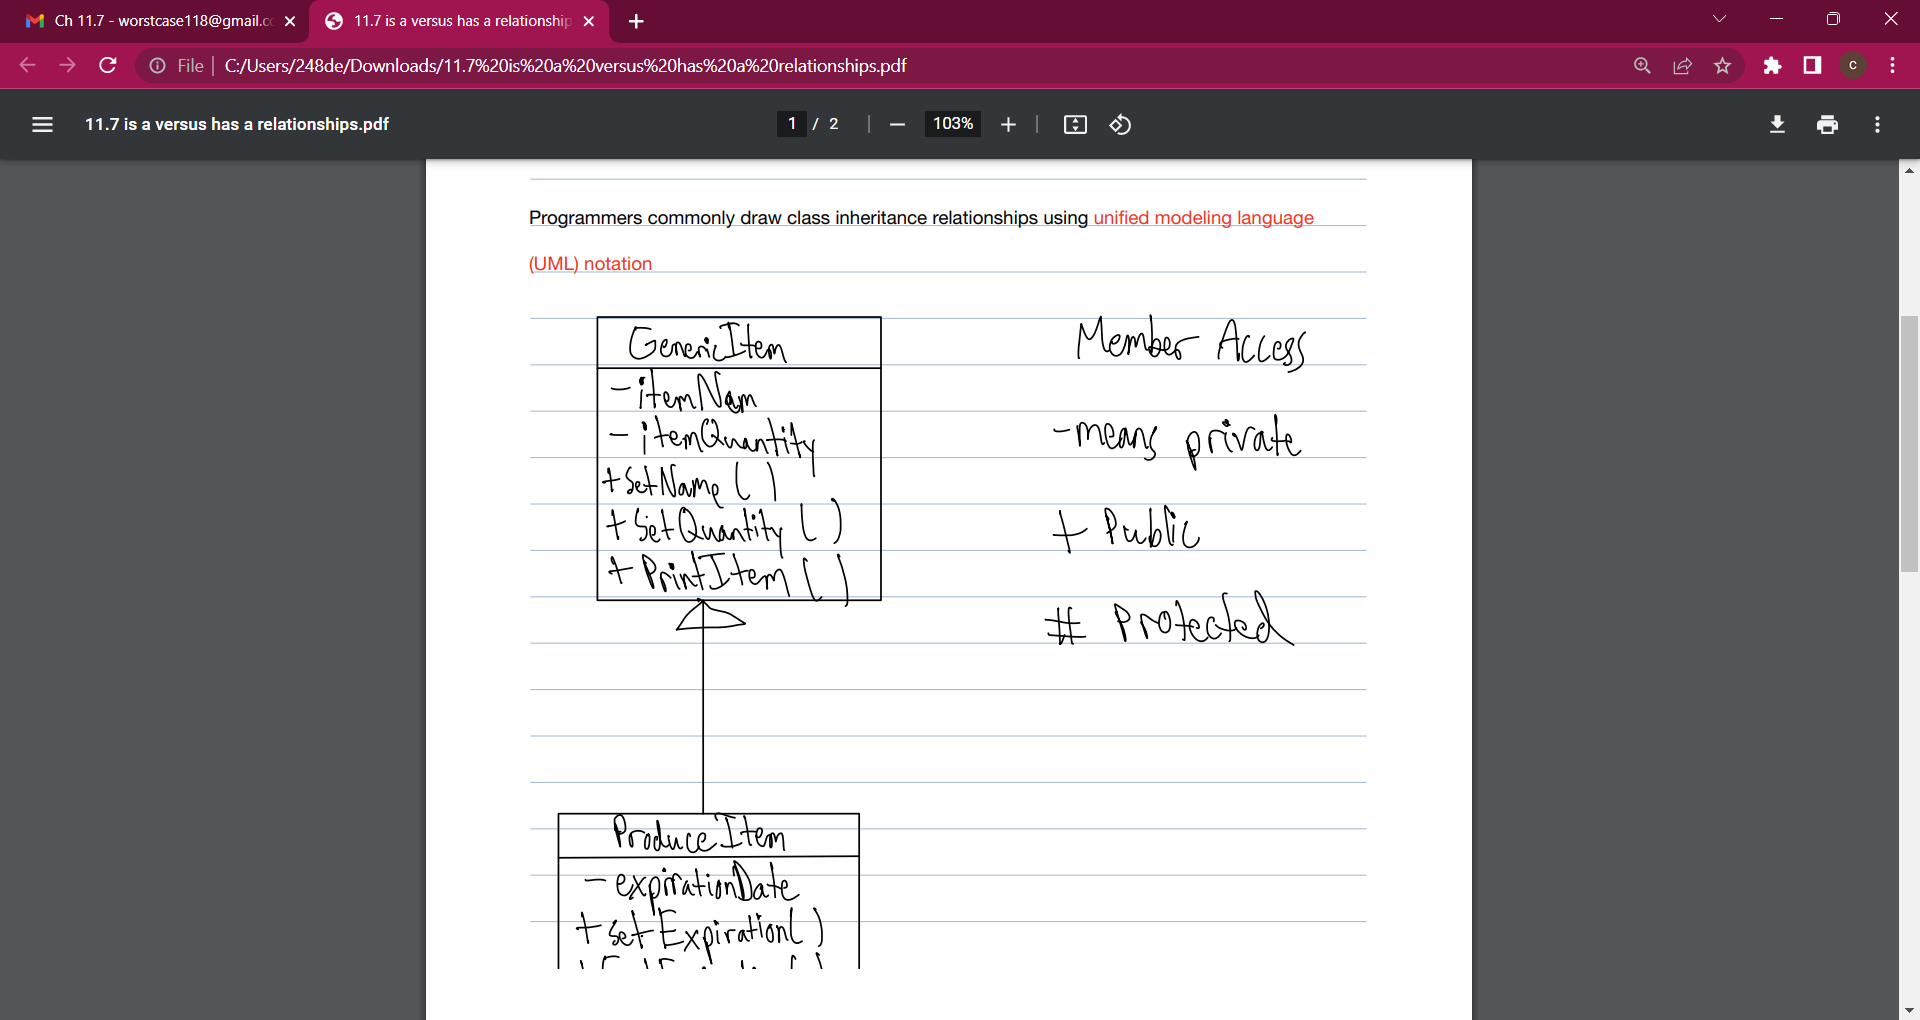 Ch 11.7 - worstcase118@gmail.c
11.7 is a versus has a relationship
File
C:/Users/248de/Downloads/11.7%20is%20a%20versus%20has%20a%20relationships.pdf
C
11.7 is a versus has a relationships.pdf
1 / 2
103%
Programmers commonly draw class inheritance relationships using unified modeling language
(UML) notation
GenericItem
Member Access
- itemNam
- itemQuantity
- means private
+ SetName ( )
+ SetQuantity ( )
+ Public
+ PrintItem ( )
# Protected
ProduceItem
- expirationDate
+ SetExpiration( )